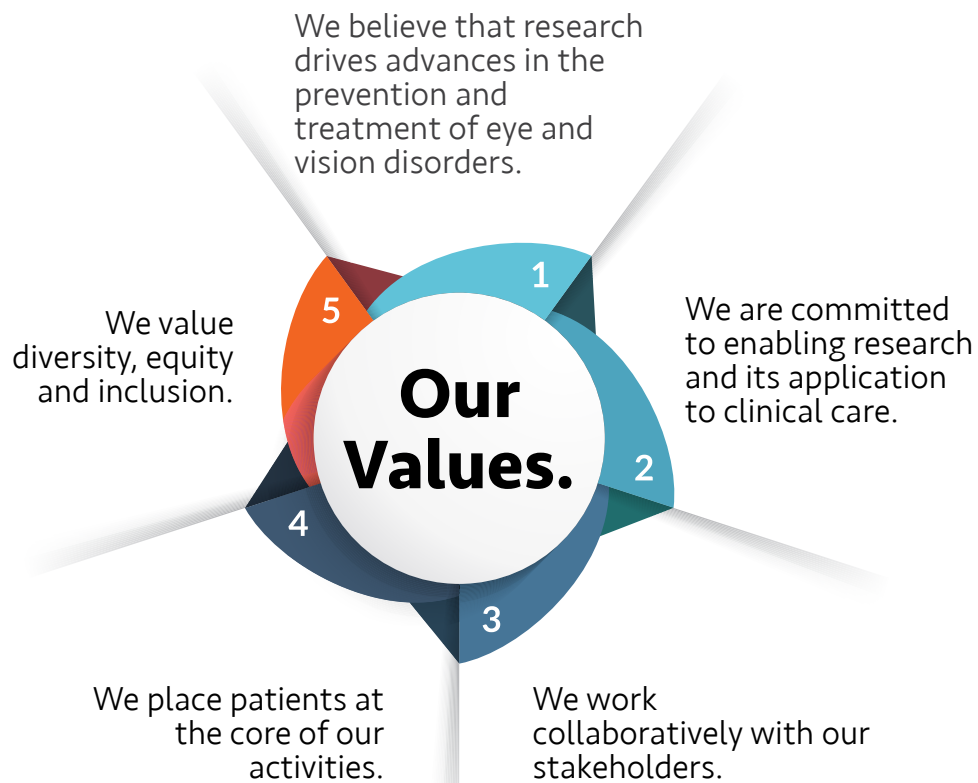 We believe that research
drives advances in the
prevention and
treatment of eye and
vision disorders.
1
We are committed
to enabling research
and its application
to clinical care.
2
We work
collaboratively with our
stakeholders.
3
We place patients at
the core of our
activities.
4
We value
diversity, equity
and inclusion.
5
Our
Values.